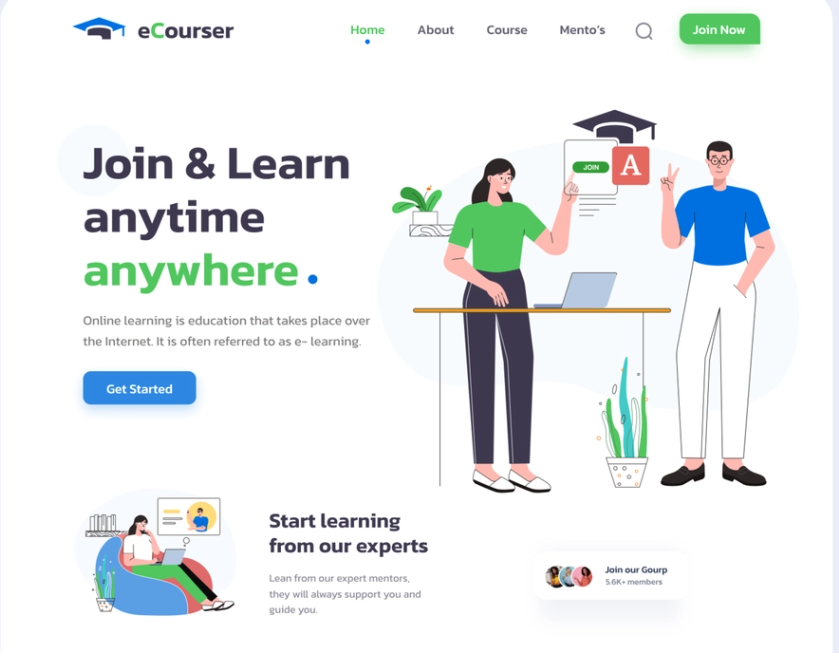 eCourser
Home
About
Course
Mento's
Join Now
Join & Learn
anytime
anywhere .
JOIN
A
Online learning is education that takes place over
the Internet. It is often referred to as e- learning.
Get Started
Start learning
from our experts
Lean from our expert mentors,
they will always support you and
guide you.
Join our Gourp
5.6K+ members